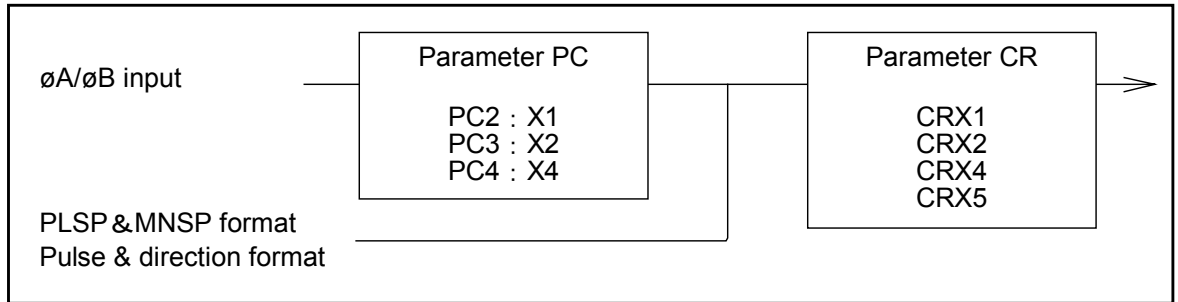 øA/øB input
Parameter PC
PC2 : X1
PC3 : X2
PC4 : X4
Parameter CR
CRX1
CRX2
CRX4
CRX5
PLSP&MNSP format
Pulse & direction format